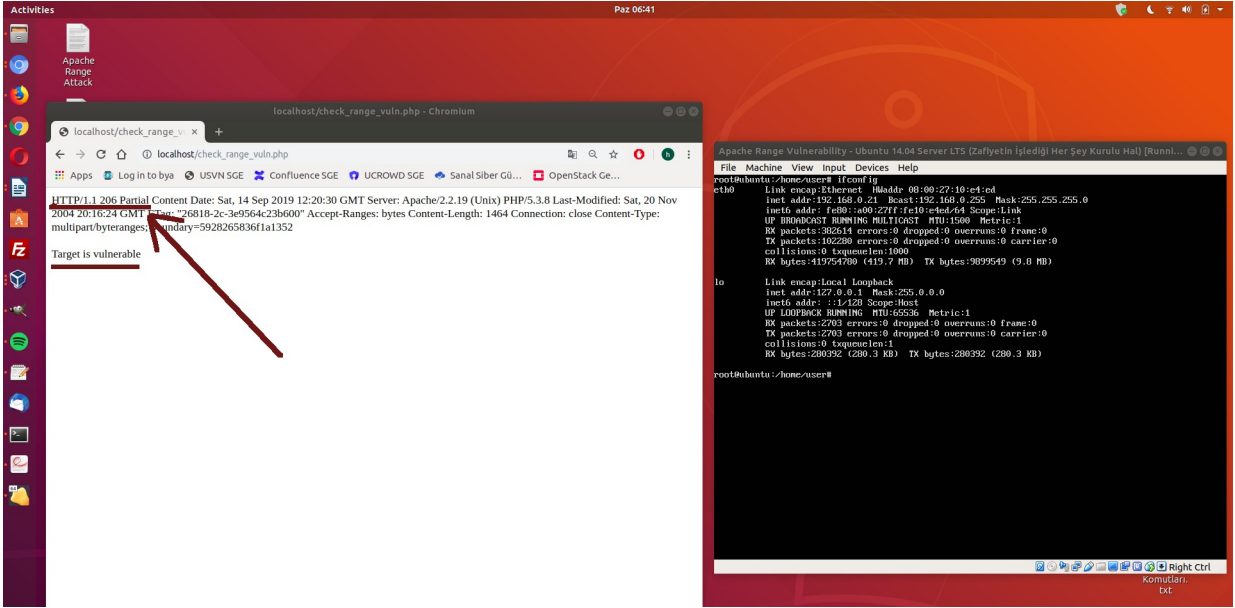 Activities
Paz 06:41
Apache
Range
Attack
localhost/check_range_vuln.php - Chromium
localhost/check_range_v
localhost/check_range_vuln.php
Apps Log in to bya USVN SGE Confluence SGE UCROWD SGE Sanal Siber Gü... OpenStack Ge...
HTTP/1.1 206 Partial Content Date: Sat, 14 Sep 2019 12:20:30 GMT Server: Apache/2.2.19 (Unix) PHP/5.3.8 Last-Modified: Sat, 20 Nov
2004 20:16:24 GMT ETag: "26818-2c-3e9564c23b600" Accept-Ranges: bytes Content-Length: 1464 Connection: close Content-Type:
multipart/byteranges; boundary=5928265836f1a1352
Target is vulnerable
Apache Range Vulnerability - Ubuntu 14.04 Server LTS (Zafiyetin İşlediği Her Şey Kurulu Hal) [Runni...
File Machine View Input Devices Help
root@ubuntu:/home/user# ifconfig
eth0 Link encap:Ethernet HWaddr 08:00:27:10:e4:ed
inet addr:192.168.0.21 Bcast:192.168.0.255 Mask:255.255.255.0
inet6 addr: fe80::a00:27ff:fe10:e4ed/64 Scope:Link
UP BROADCAST RUNNING MULTICAST MTU:1500 Metric:1
RX packets:382614 errors:0 dropped:0 overruns:0 frame:0
TX packets:102280 errors:0 dropped:0 overruns:0 carrier:0
collisions:0 txqueuelen:1000
RX bytes:419754780 (419.7 MB) TX bytes:9899549 (9.8 MB)
lo Link encap:Local Loopback
inet addr:127.0.0.1 Mask:255.0.0.0
inet6 addr: ::1/128 Scope:Host
UP LOOPBACK RUNNING MTU:65536 Metric:1
RX packets:2703 errors:0 dropped:0 overruns:0 frame:0
TX packets:2703 errors:0 dropped:0 overruns:0 carrier:0
collisions:0 txqueuelen:1
RX bytes:280392 (280.3 KB) TX bytes:280392 (280.3 KB)
root@ubuntu:/home/user#
Right Ctrl
Komutları.
txt